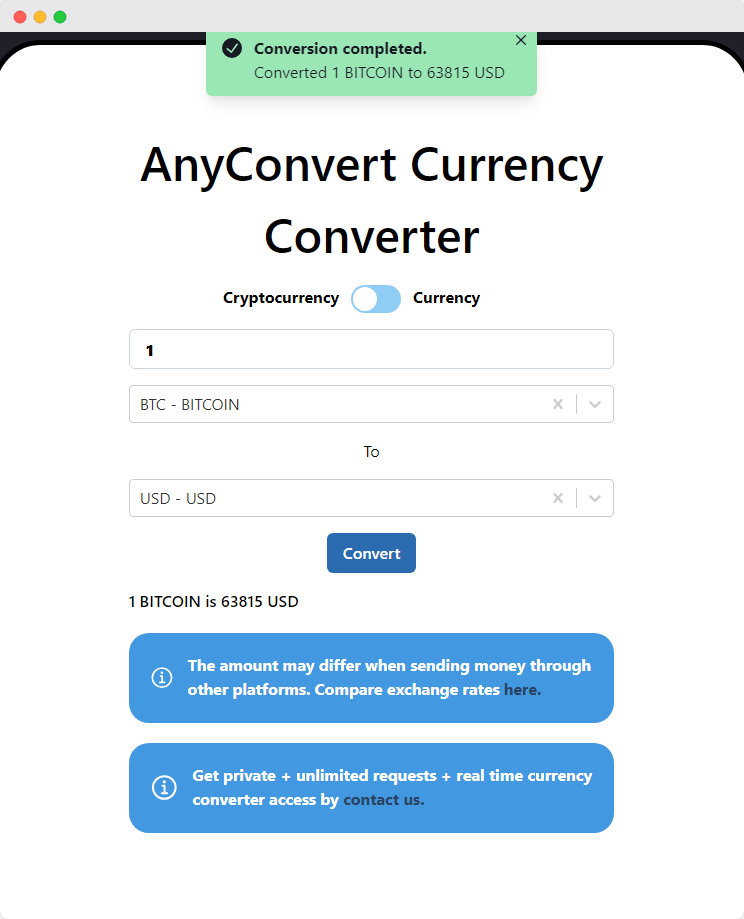 Conversion completed.
Converted 1 BITCOIN to 63815 USD
AnyConvert Currency
Converter
Cryptocurrency Currency
1
BTC - BITCOIN
To
USD - USD
Convert
1 BITCOIN is 63815 USD
The amount may differ when sending money through
other platforms. Compare exchange rates here.
Get private + unlimited requests + real time currency
converter access by contact us.